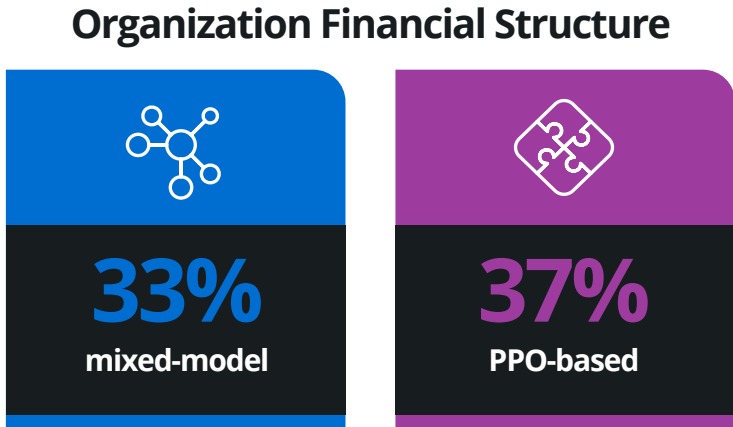 Organization Financial Structure
33%
mixed-model
37%
PPO-based